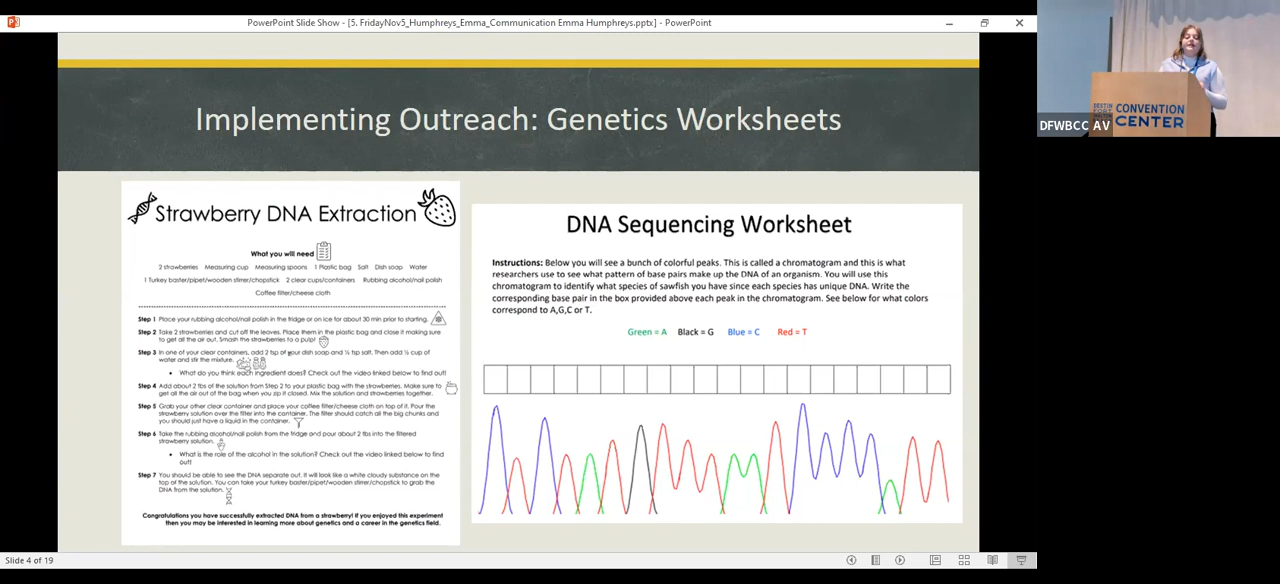 PowerPoint Slide Show - [5. FridayNov5_Humphreys_Emma_Communication Emma Humphreys.pptx] - PowerPoint
Implementing Outreach: Genetics Worksheets
Strawberry DNA Extraction
What you will need
2 strawberries Measuring cup Measuring spoons 1 Plastic bag Salt Dish soap Water
1 Turkey baster/pipet/wooden stirrer/chopstick 2 clear cups/containers Rubbing alcohol/nail polish
Coffee filter/cheese cloth
Step 1 Place your rubbing alcohol/nail polish in the fridge or on ice for about 30 min prior to starting.
Step 2 Take 2 strawberries and cut off the leaves. Place them in the plastic bag and close it making sure
to get all the air out. Smash the strawberries to a pulp!
Step 3 In one of your clear containers, add 2 tsp of your dish soap and ½ tsp salt. Then add ½ cup of
water and stir the mixture.
• What do you think each ingredient does? Check out the video linked below to find out!
Step 4 Add about 2 tbs of the solution from Step 2 to your plastic bag with the strawberries. Make sure to
get all the air out of the bag when you zip it closed. Mix the solution and strawberries together.
Step 5 Grab your other clear container and place your coffee filter/cheese cloth on top of it. Pour the
strawberry solution over the filter into the container. The filter should catch all the big chunks and
you should just have a liquid in the container.
Step 6 Take the rubbing alcohol/nail polish from the fridge and pour about 2 tbs into the filtered
strawberry solution.
• What is the role of the alcohol in the solution? Check out the video linked below to find
out!
Step 7 You should be able to see the DNA separate out. It will look like a white cloudy substance on the
top of the solution. You can take your turkey baster/pipet/wooden stirrer/chopstick to grab the
DNA from the solution.
Congratulations you have successfully extracted DNA from a strawberry! If you enjoyed this experiment
then you may be interested in learning more about genetics and a career in the genetics field.
DNA Sequencing Worksheet
Instructions: Below you will see a bunch of colorful peaks. This is called a chromatogram and this is what
researchers use to see what pattern of base pairs make up the DNA of an organism. You will use this
chromatogram to identify what species of sawfish you have since each species has unique DNA. Write the
corresponding base pair in the box provided above each peak in the chromatogram. See below for what colors
correspond to A,G,C or T.
Green = A Black = G Blue = C Red = T
Slide 4 of 19
DESTIN
FORT
WALTON
CONVENTION
CENTER
DFWBCC AV